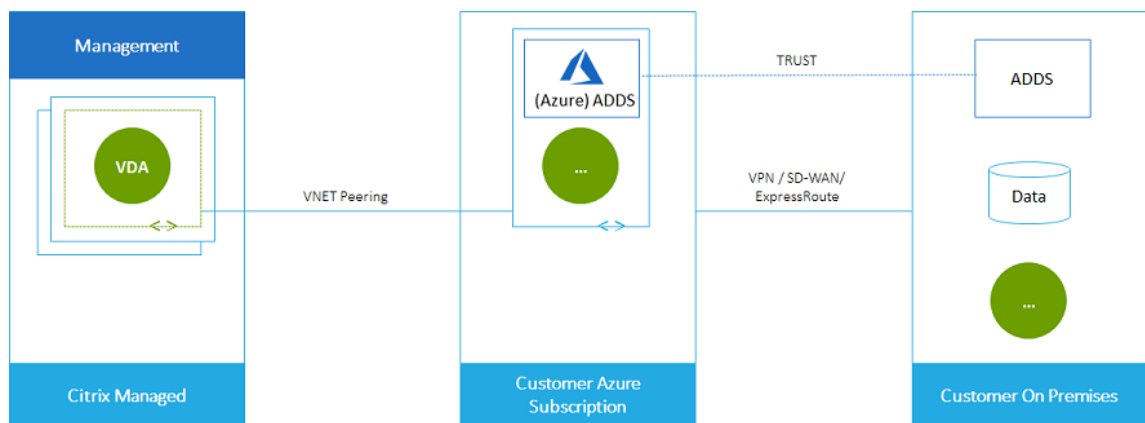 Management
VDA
Citrix Managed
VNET Peering
(Azure) ADDS
...
Customer Azure
Subscription
TRUST
VPN / SD-WAN/
ExpressRoute
ADDS
Data
...
Customer On Premises